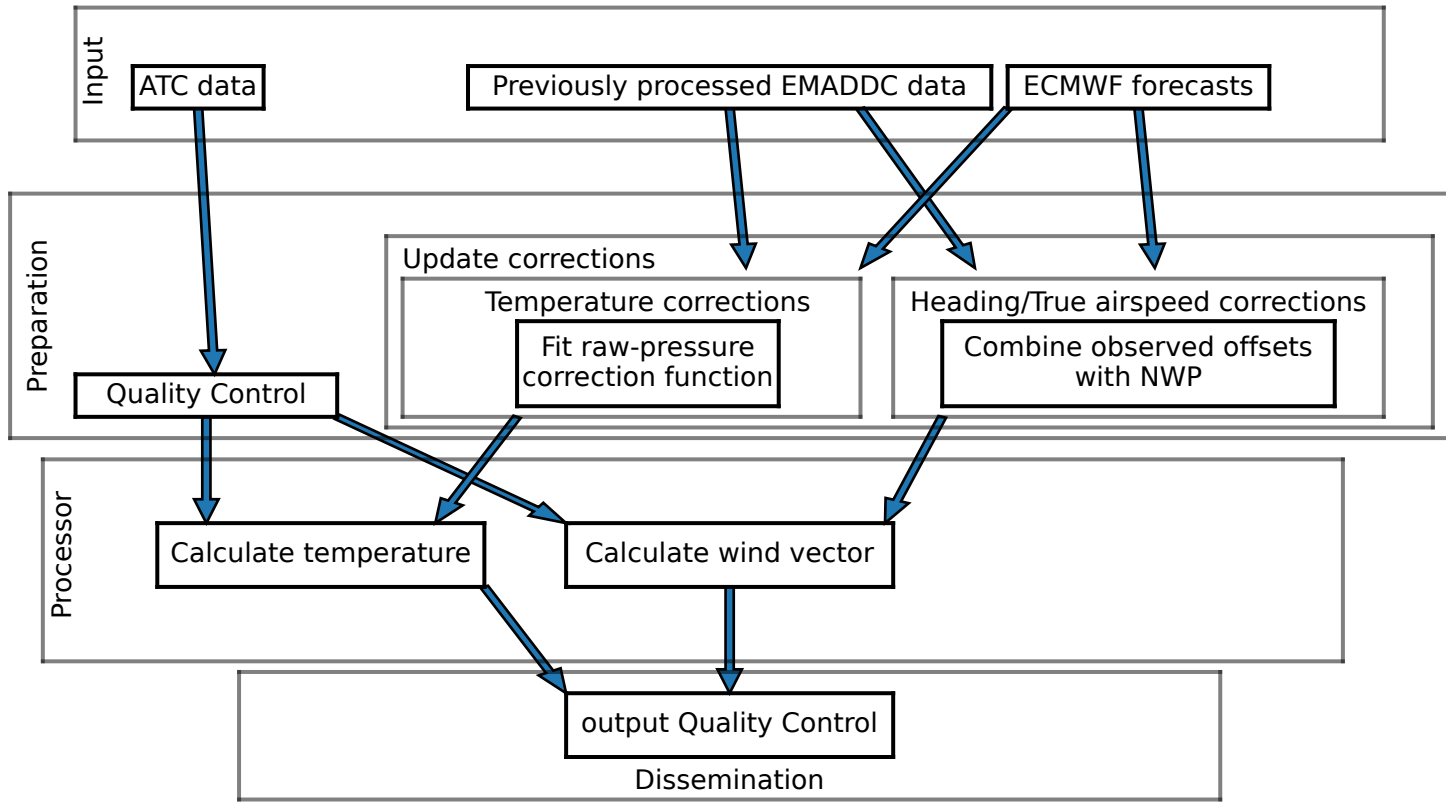 Input
ATC data
Previously processed EMADDC data
ECMWF forecasts
Preparation
Update corrections
Temperature corrections
Heading/True airspeed corrections
Fit raw-pressure
correction function
Combine observed offsets
with NWP
Quality Control
Processor
Calculate temperature
Calculate wind vector
output Quality Control
Dissemination